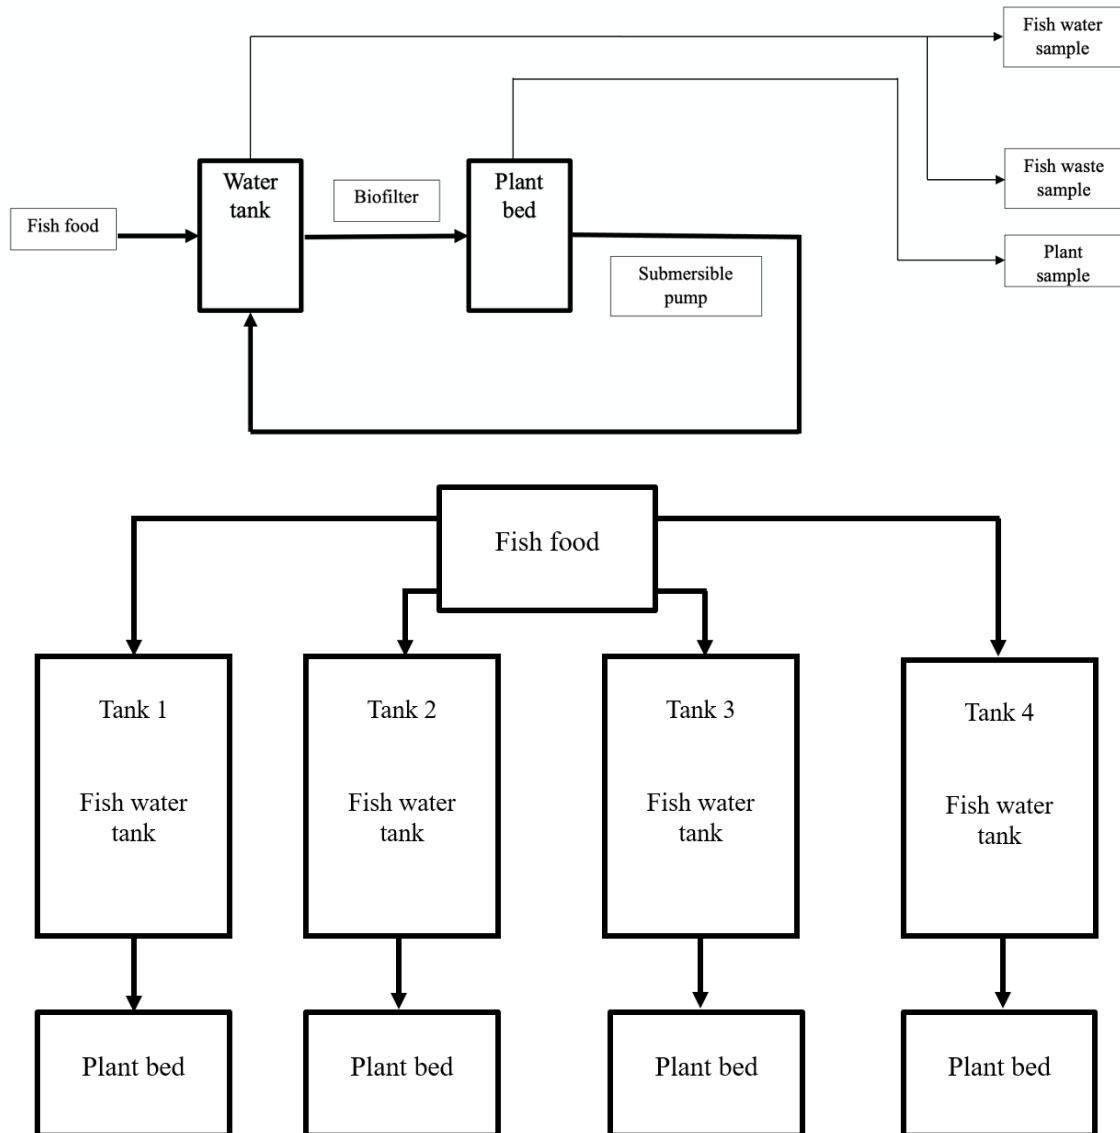 Fish water
sample
Water
tank
Plant
bed
Biofilter
Fish waste
sample
Fish food
Submersible
pump
Plant
sample
Fish food
Tank 1
Tank 2
Tank 3
Tank 4
Fish water
tank
Fish water
tank
Fish water
tank
Fish water
tank
Plant bed
Plant bed
Plant bed
Plant bed